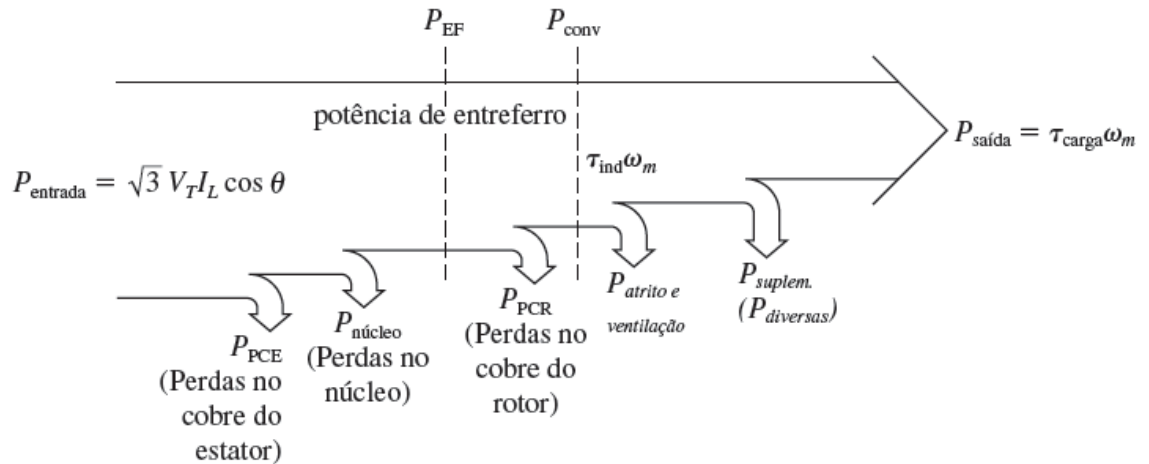 P_EF
P_conv
potência de entreferro
τ_ind ω_m
P_saída = τ_carga ω_m
P_entrada = √3 V_T I_L cos θ
P_PCE
(Perdas no
cobre do
estator)
P_núcleo
(Perdas no
núcleo)
P_PCR
(Perdas no
cobre do
rotor)
P_atrito e
ventilação
P_suplem.
(P_diversas)